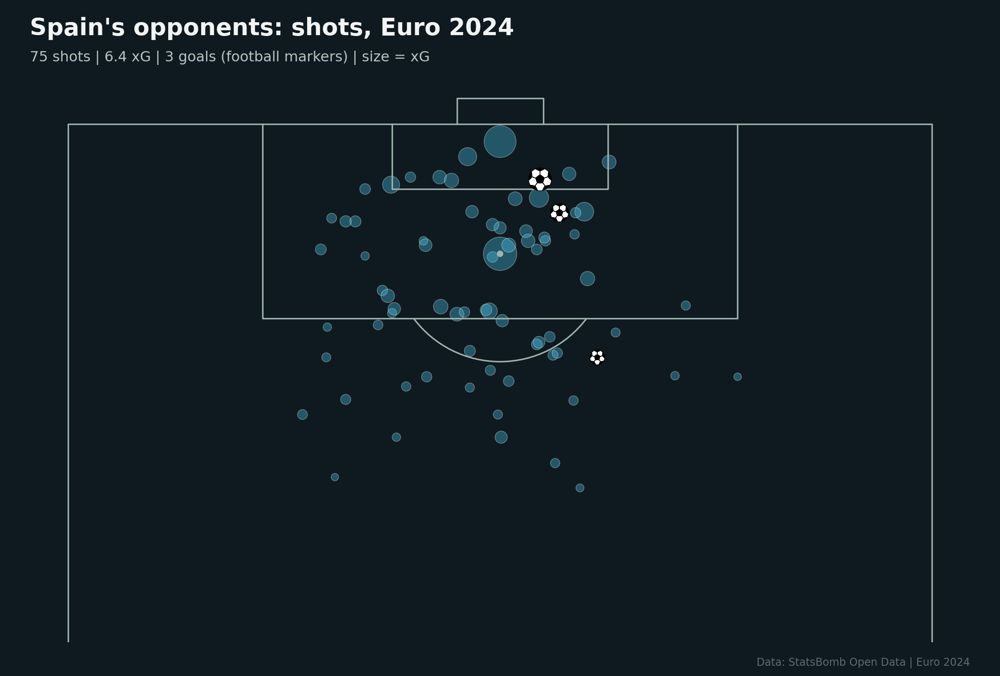 Spain's opponents: shots, Euro 2024
75 shots | 6.4 xG | 3 goals (football markers) | size = xG
Data: StatsBomb Open Data | Euro 2024